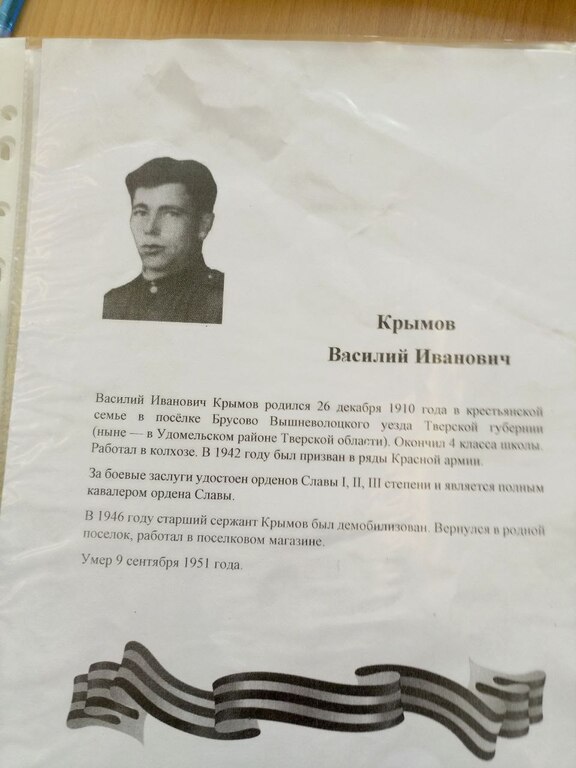 Крымов
Василий Иванович
Василий Иванович Крымов родился 26 декабря 1910 года в крестьянской
семье в посёлке Брусово Вышневолоцкого уезда Тверской губернии
(ныне — в Удомельском районе Тверской области). Окончил 4 класса школы.
Работал в колхозе. В 1942 году был призван в ряды Красной армии.
За боевые заслуги удостоен орденов Славы I, II, III степени и является полным
кавалером ордена Славы.
В 1946 году старший сержант Крымов был демобилизован. Вернулся в родной
поселок, работал в поселковом магазине.
Умер 9 сентября 1951 года.